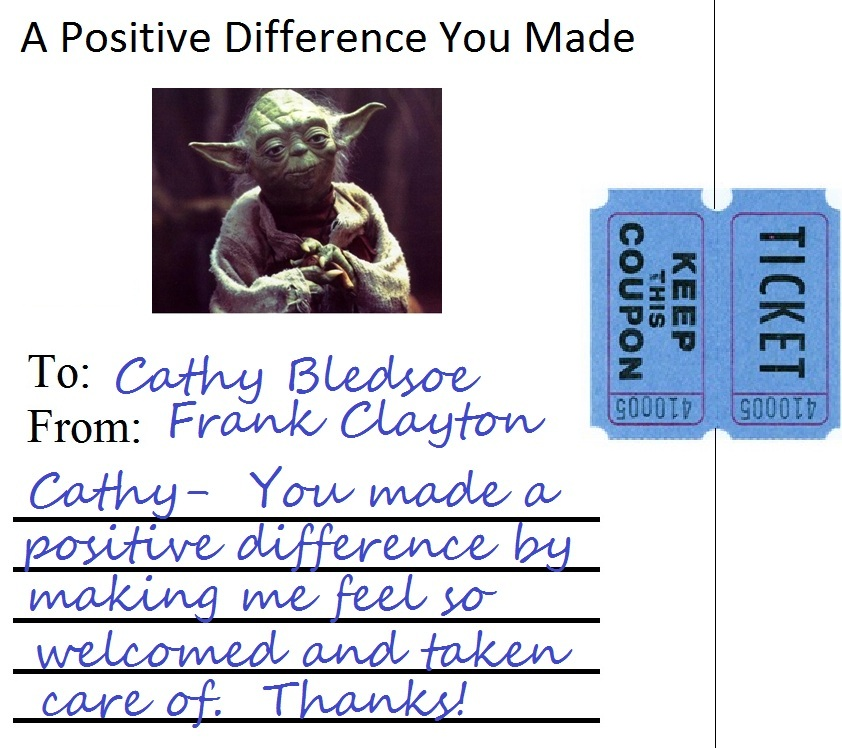 A Positive Difference You Made
TICKET
KEEP
THIS
COUPON
410005
410005
To: Cathy Bledsoe
From: Frank Clayton
Cathy- You made a
positive difference by
making me feel so
welcomed and taken
care of. Thanks!